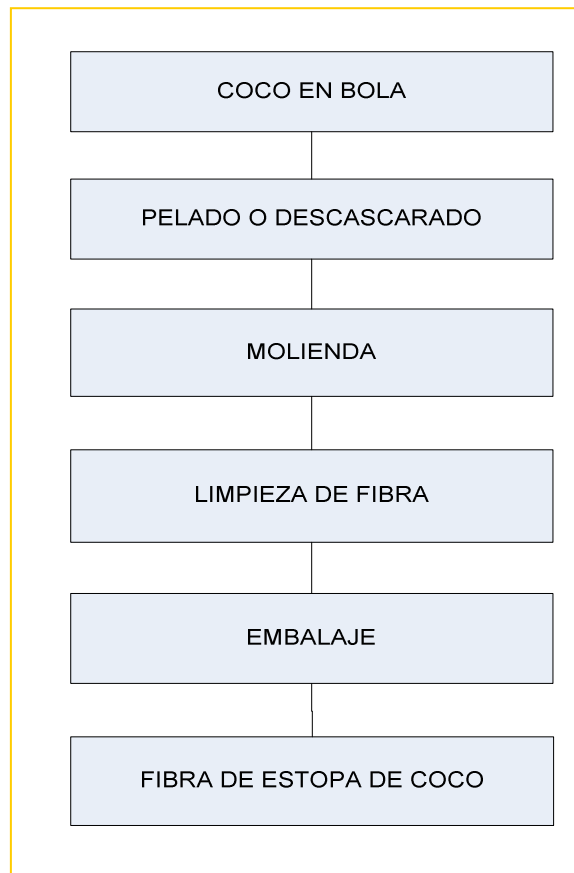 COCO EN BOLA
PELADO O DESCASCARADO
MOLIENDA
LIMPIEZA DE FIBRA
EMBALAJE
FIBRA DE ESTOPA DE COCO